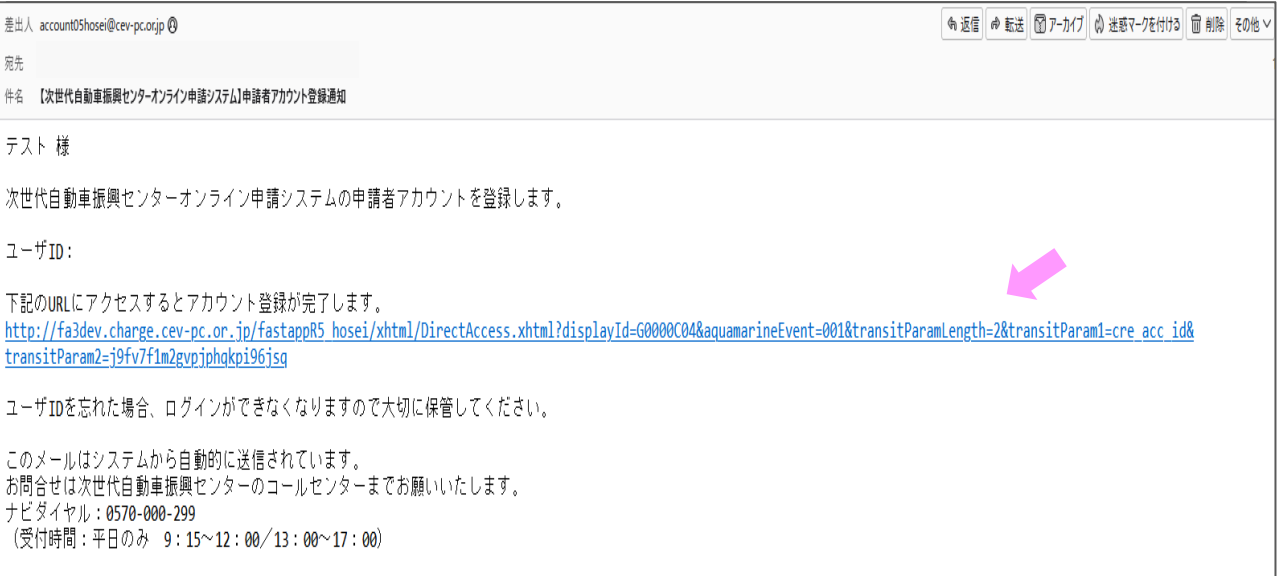 差出人 account05hosei@cev-pc.or.jp
返信 転送 アーカイブ 迷惑マークを付ける 削除 その他
宛先
件名 【次世代自動車振興センターオンライン申請システム】申請者アカウント登録通知
テスト 様
次世代自動車振興センターオンライン申請システムの申請者アカウントを登録します。
ユーザID:
下記のURLにアクセスするとアカウント登録が完了します。
http://fa3dev.charge.cev-pc.or.jp/fastappR5_hosei/xhtml/DirectAccess.xhtml?displayId=G0000C04&aquamarineEvent=001&transitParamLength=2&transitParam1=cre_acc_id&
transitParam2=j9fv7f1m2gvpjphqkpi96jsq
ユーザIDを忘れた場合、ログインができなくなりますので大切に保管してください。
このメールはシステムから自動的に送信されています。
お問合せは次世代自動車振興センターのコールセンターまでお願いいたします。
ナビダイヤル：0570-000-299
（受付時間：平日のみ　9：15～12：00／13：00～17：00）